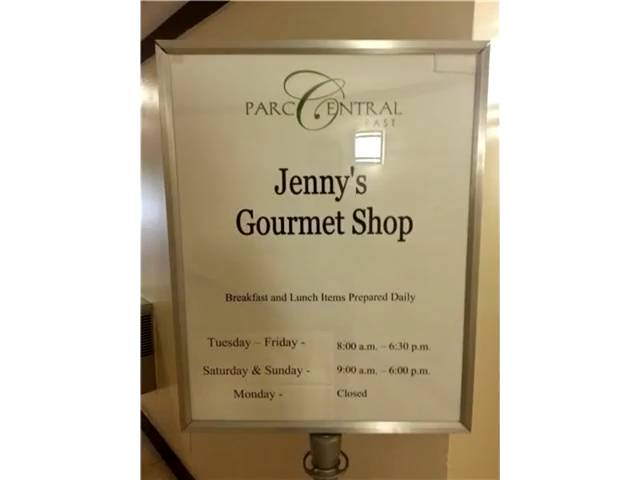 PARC CENTRAL
EAST
Jenny's
Gourmet Shop
Breakfast and Lunch Items Prepared Daily
Tuesday – Friday - 8:00 a.m. – 6:30 p.m.
Saturday & Sunday - 9:00 a.m. – 6:00 p.m.
Monday - Closed